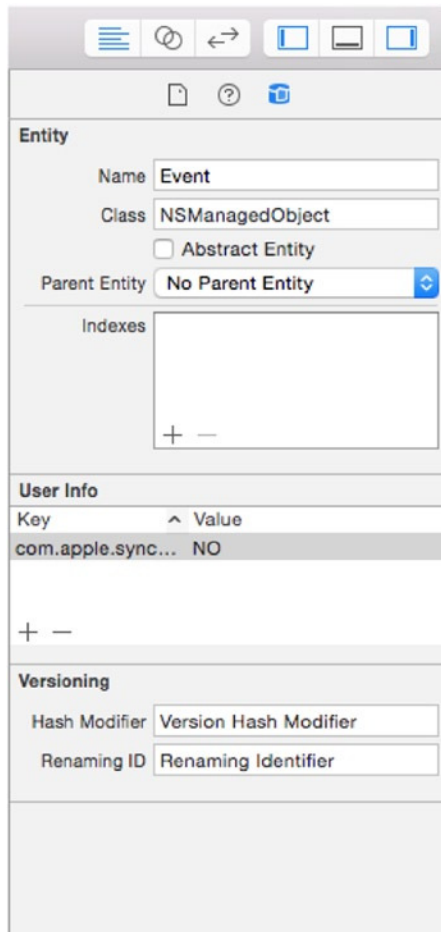 Entity
Name Event
Class NSManagedObject
Abstract Entity
Parent Entity No Parent Entity
Indexes
User Info
Key Value
com.apple.sync... NO
Versioning
Hash Modifier Version Hash Modifier
Renaming ID Renaming Identifier